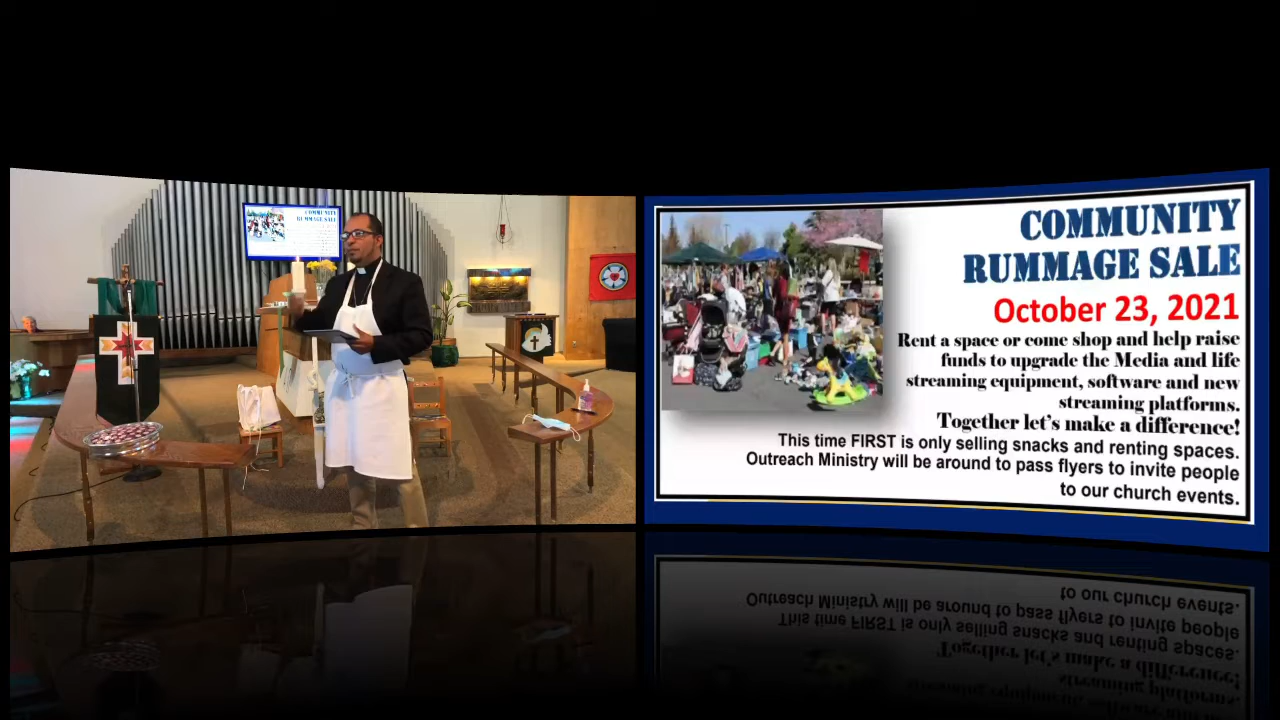 COMMUNITY
RUMMAGE SALE
COMMUNITY
RUMMAGE SALE
October 23, 2021
Rent a space or come shop and help raise
funds to upgrade the Media and life
streaming equipment, software and new
streaming platforms.
Together let's make a difference!
This time FIRST is only selling snacks and renting spaces.
Outreach Ministry will be around to pass flyers to invite people
to our church events.